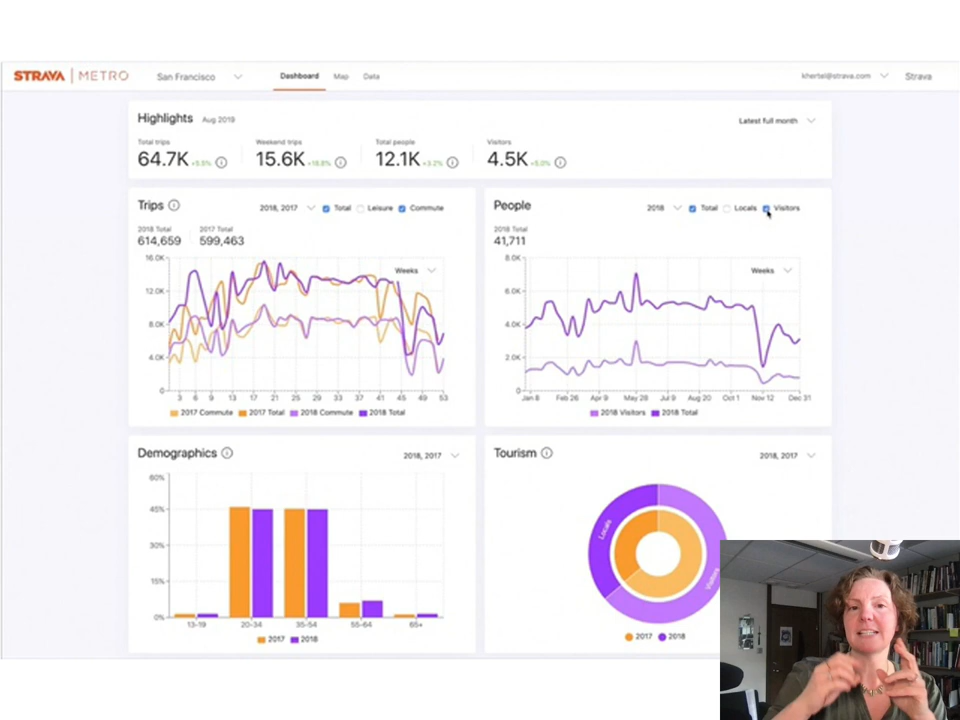 STRAVA | METRO San Francisco Dashboard Map Data khertel@strava.com Strava
Highlights Aug 2019 Latest full month
Total trips Weekend trips Total people Visitors
64.7K 15.6K 12.1K +3.2% 4.5K
Trips 2018, 2017 Total Leisure Commute
2018 Total 2017 Total
614,659 599,463
16.0K
Weeks
12.0K
8.0K
4.0K
0
3 6 9 13 17 21 25 29 33 37 41 45 49 53
2017 Commute 2017 Total 2018 Commute 2018 Total
People 2018 Total Locals Visitors
2018 Total
41,711
8.0K
Weeks
6.0K
4.0K
2.0K
0
Jan 8 Feb 26 Apr 9 May 28 Jul 9 Aug 20 Oct 1 Nov 12 Dec 31
2018 Visitors 2018 Total
Demographics 2018, 2017
60%
45%
30%
15%
0%
13-19 20-34 35-54 55-64 65+
2017 2018
Tourism 2018, 2017
Locals
Visitors
2017 2018